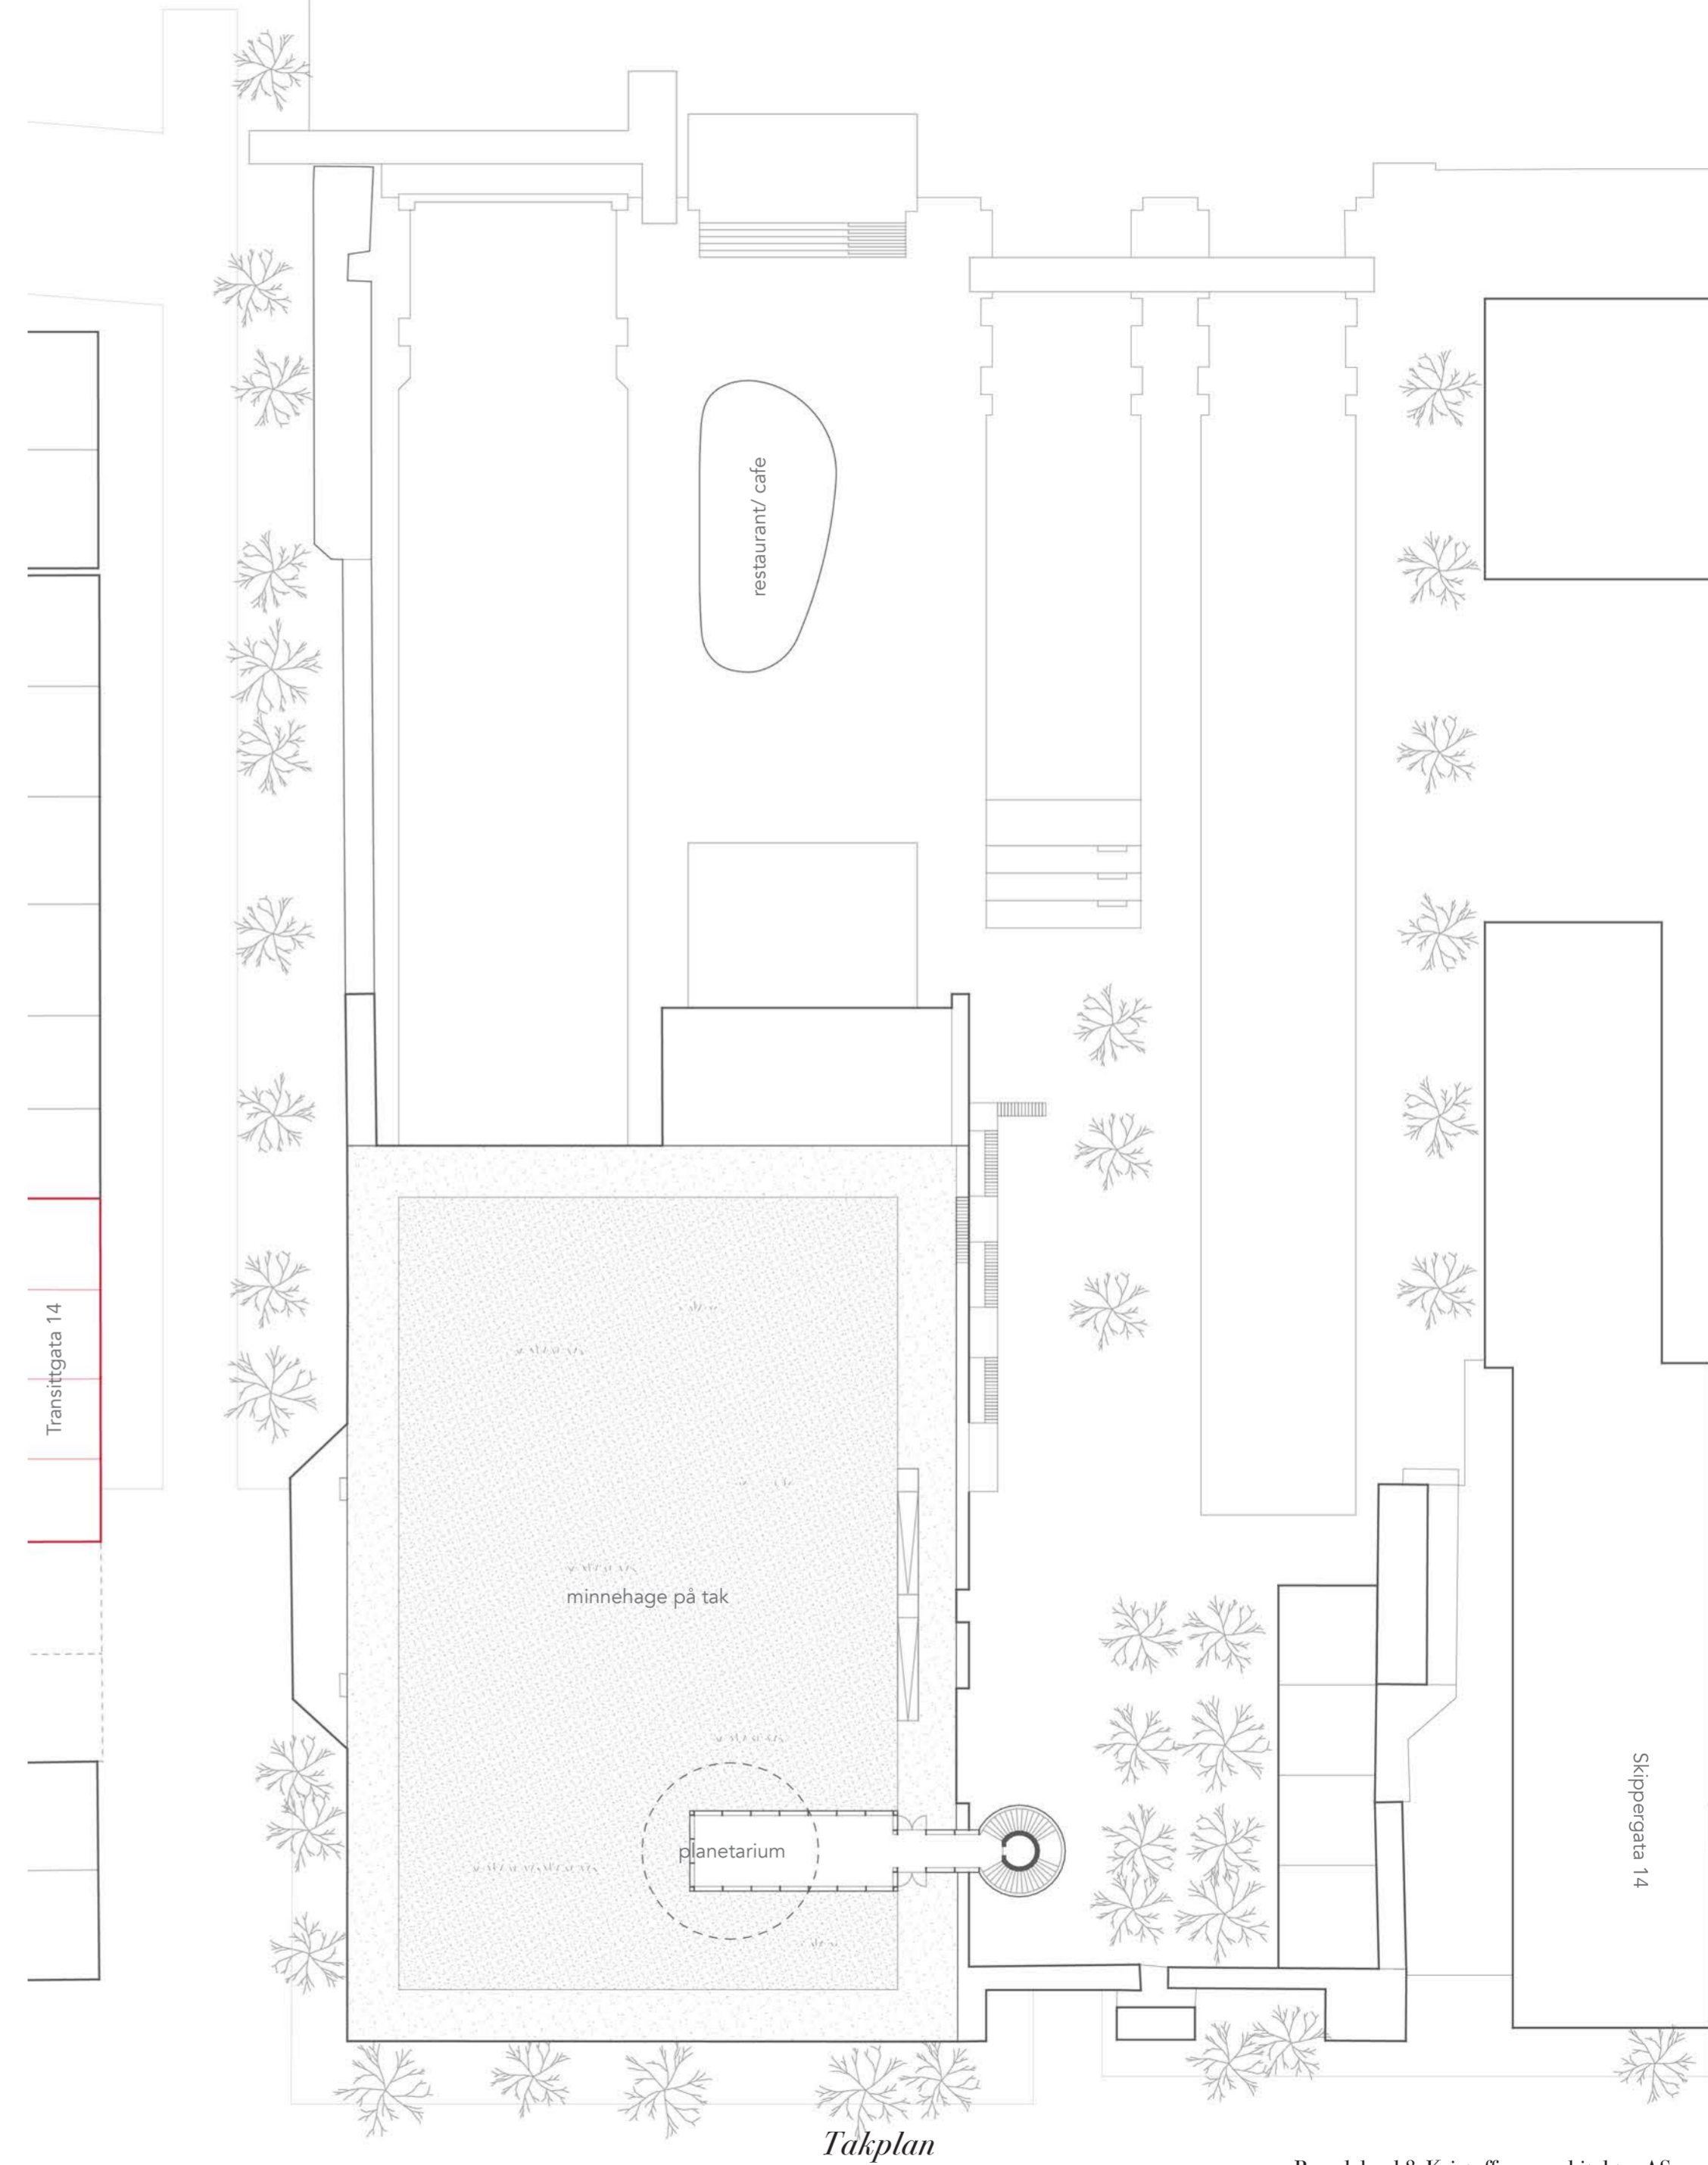 restaurant/ cafe
Transittgata 14
minnehage på tak
planetarium
Skippergata 14
Takplan